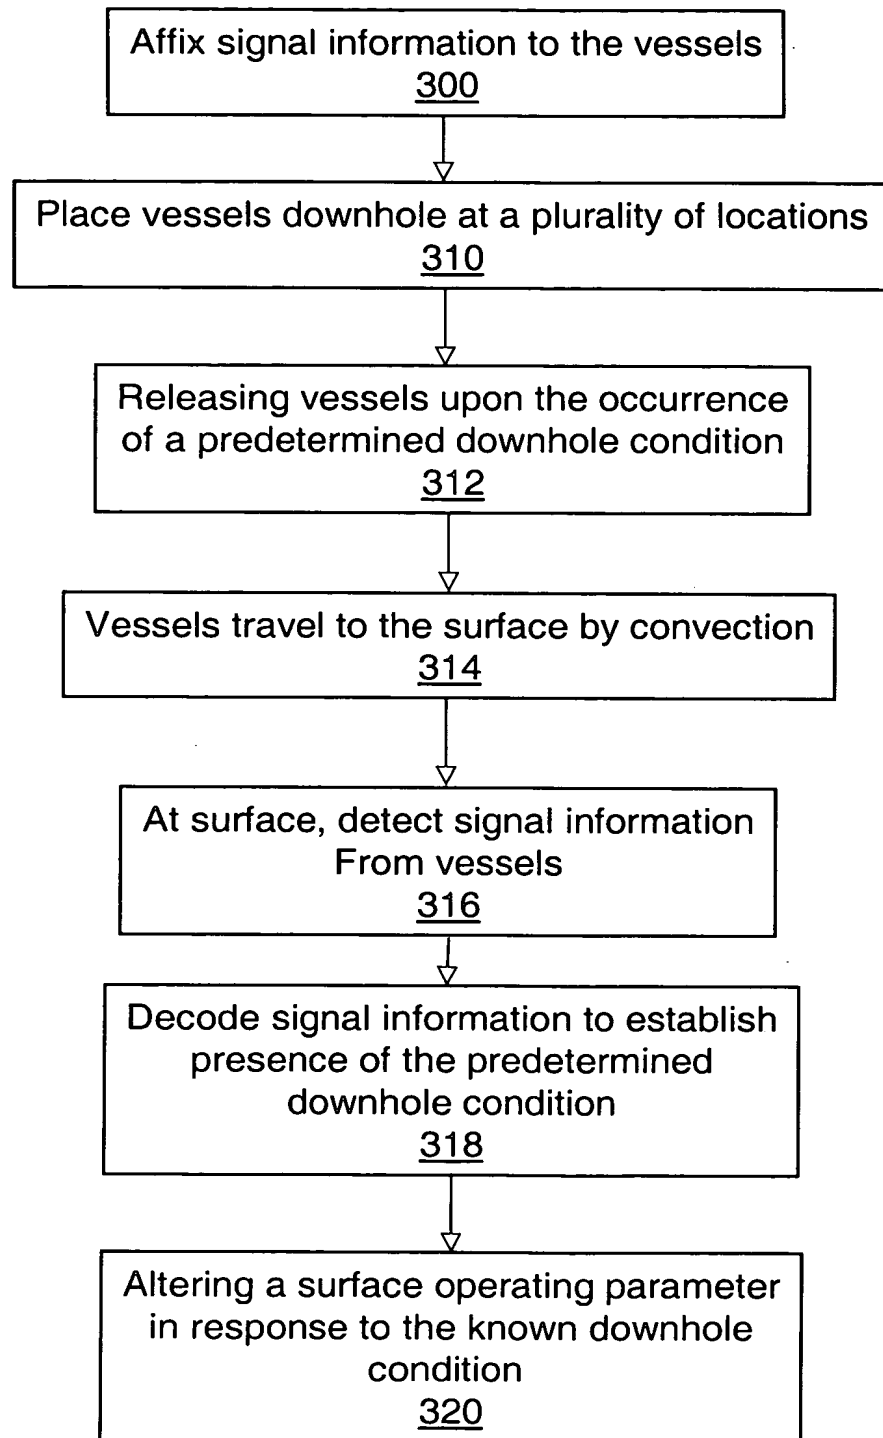 Affix signal information to the vessels
300
Place vessels downhole at a plurality of locations
310
Releasing vessels upon the occurrence
of a predetermined downhole condition
312
Vessels travel to the surface by convection
314
At surface, detect signal information
From vessels
316
Decode signal information to establish
presence of the predetermined
downhole condition
318
Altering a surface operating parameter
in response to the known downhole
condition
320